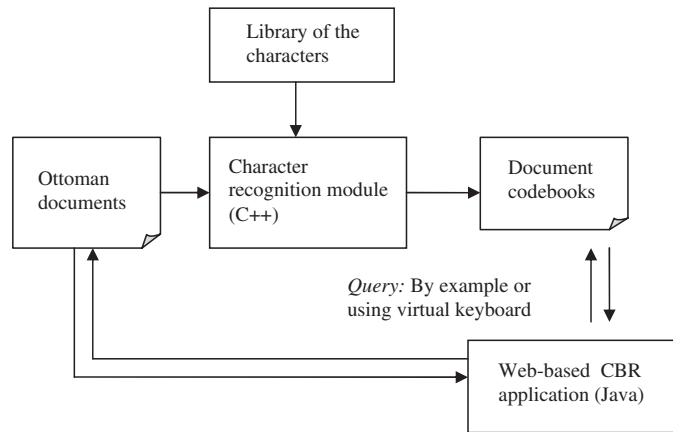 Library of the
characters
Ottoman
documents
Character
recognition module
(C++)
Document
codebooks
Query: By example or
using virtual keyboard
Web-based CBR
application (Java)